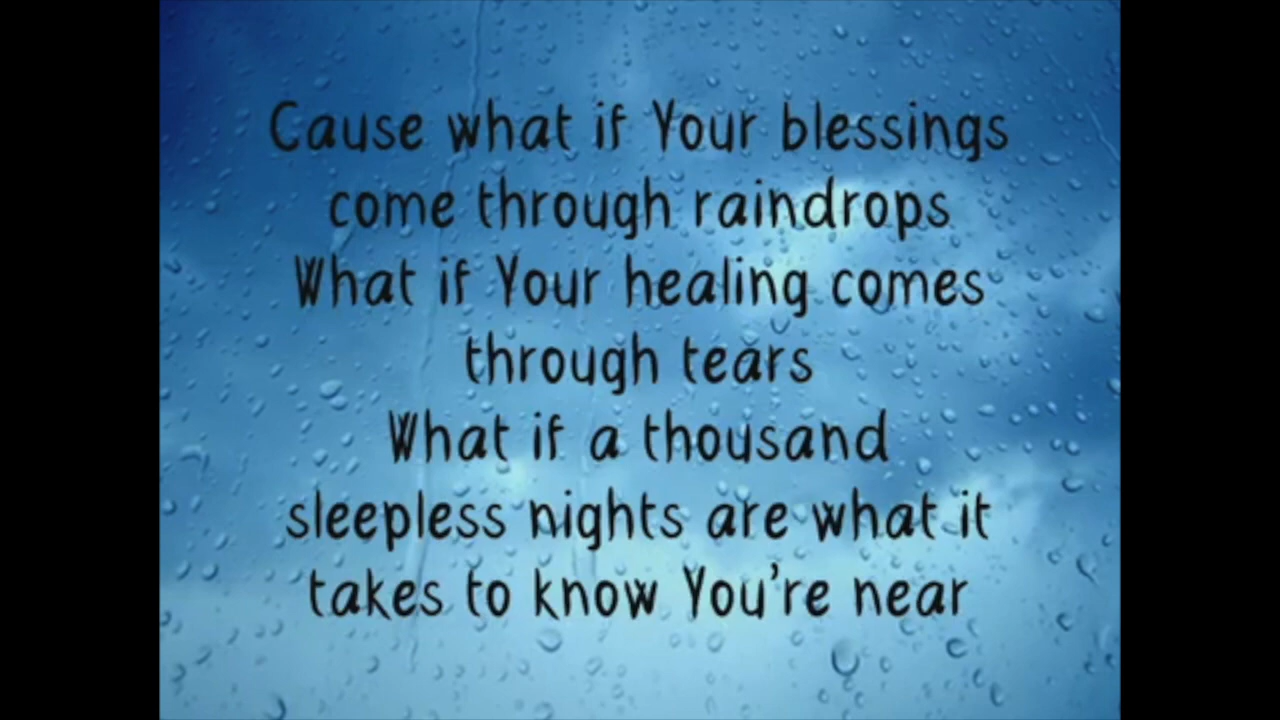 Cause what if Your blessings
come through raindrops
What if Your healing comes
through tears
What if a thousand
sleepless nights are what it
takes to know You're near